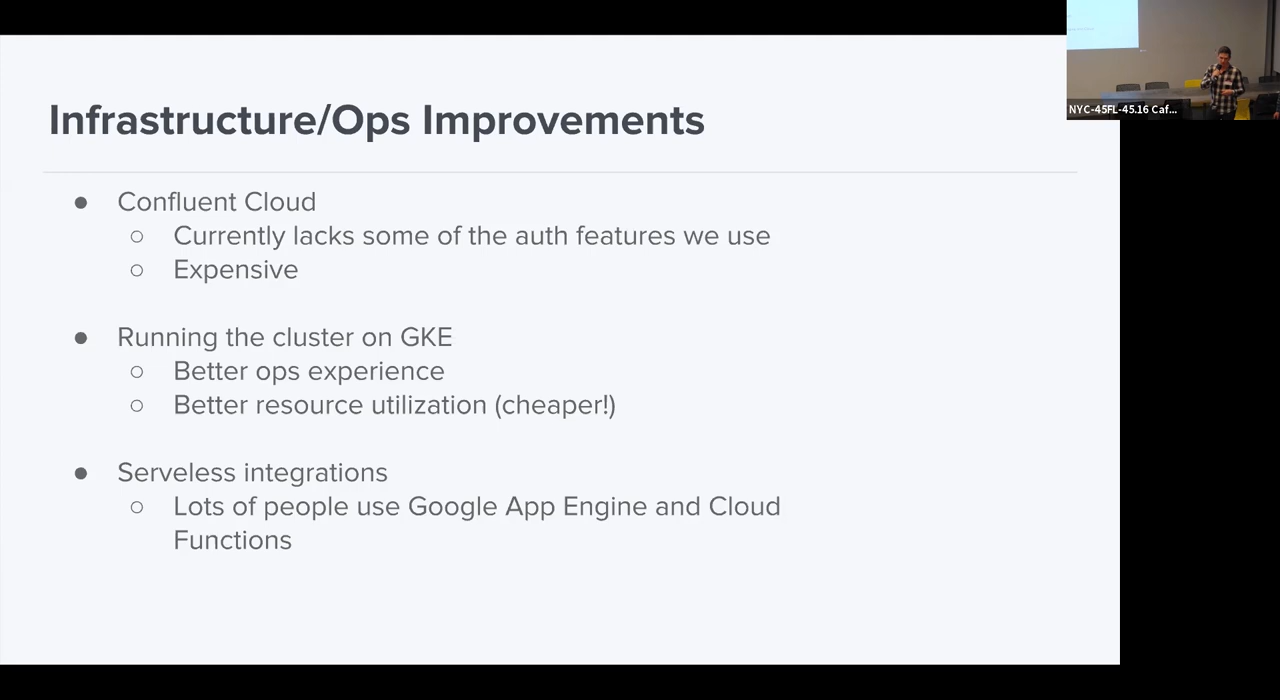 Infrastructure/Ops Improvements
● Confluent Cloud
○ Currently lacks some of the auth features we use
○ Expensive
● Running the cluster on GKE
○ Better ops experience
○ Better resource utilization (cheaper!)
● Serveless integrations
○ Lots of people use Google App Engine and Cloud
Functions
NYC-45FL-45.16 Caf...